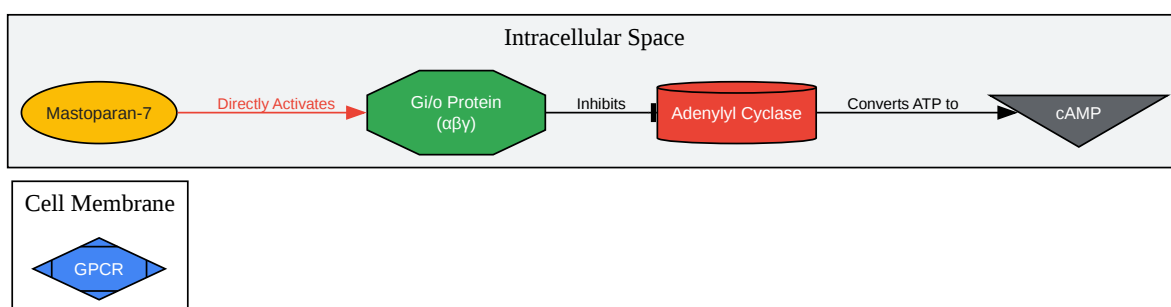 Intracellular Space
Mastoparan-7
Directly Activates
Gi/o Protein
(αβγ)
Inhibits
Adenylyl Cyclase
Converts ATP to
cAMP
Cell Membrane
GPCR